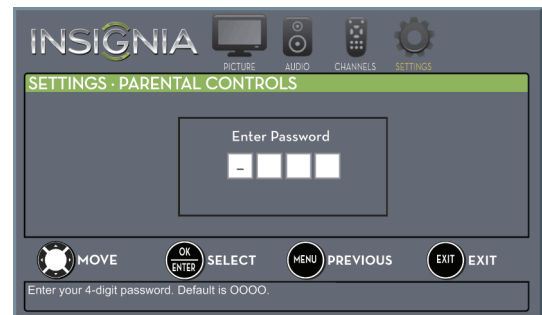 INSIGNIA
PICTURE AUDIO CHANNELS SETTINGS
SETTINGS · PARENTAL CONTROLS
Enter Password
–
MOVE OK ENTER SELECT MENU PREVIOUS EXIT EXIT
Enter your 4-digit password. Default is OOOO.